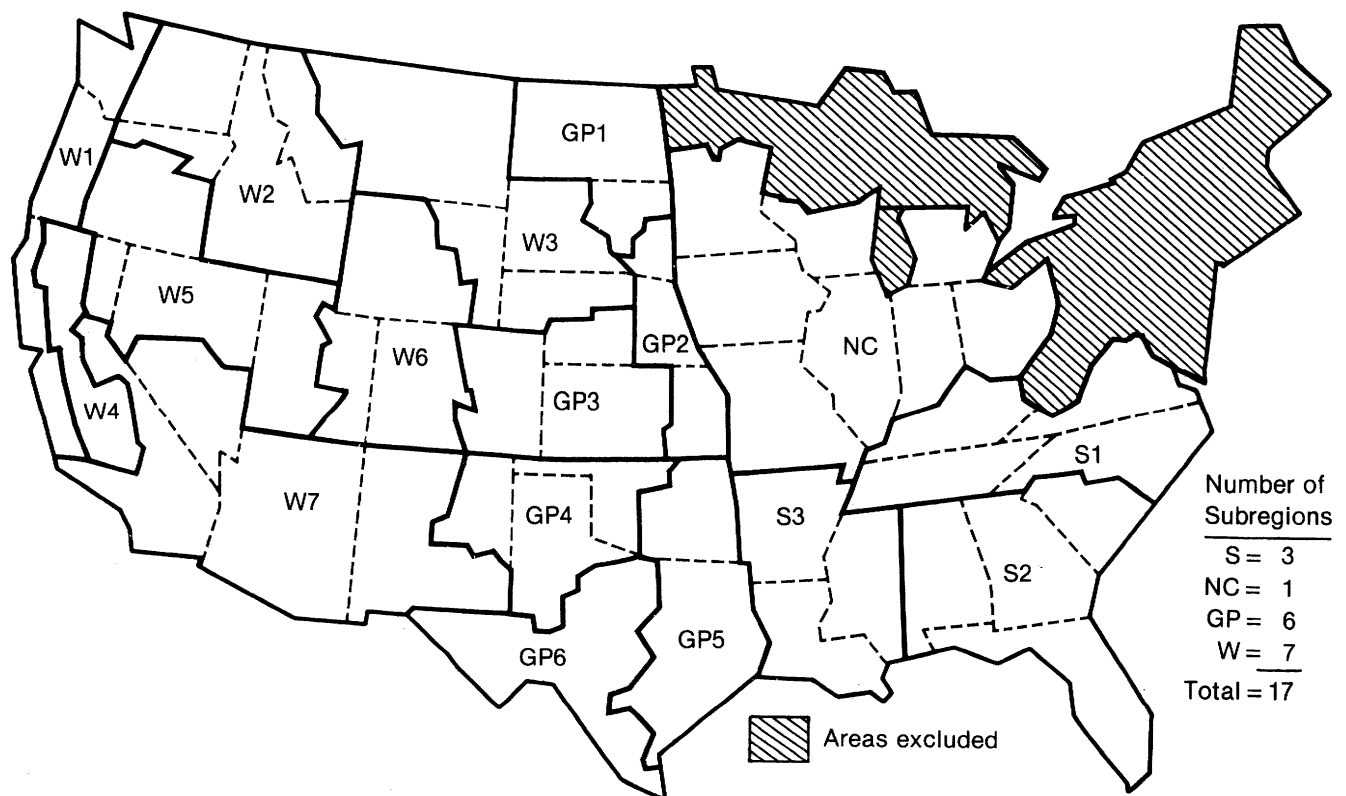 GP1
W1
W2
W3
W5
GP2
NC
W6
GP3
W4
S1
W7
GP4
S3
S2
GP5
GP6
Number of
Subregions
S = 3
NC = 1
GP = 6
W = 7
Total = 17
Areas excluded